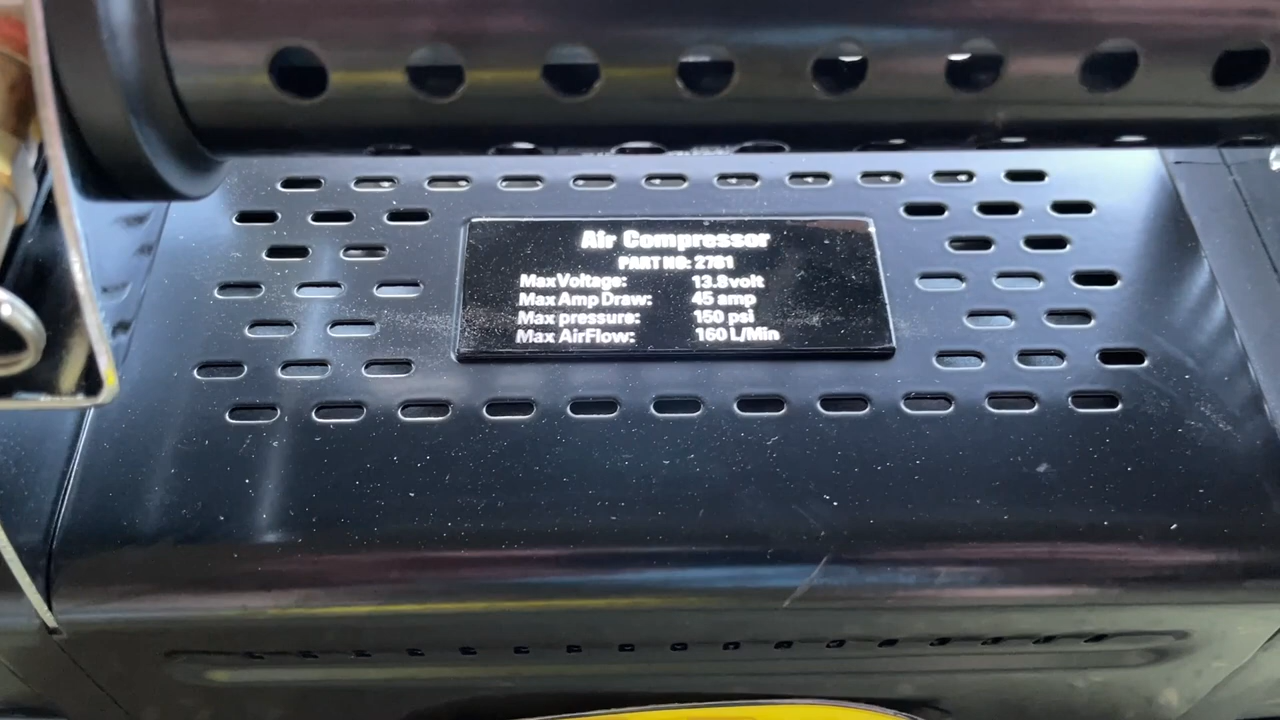 Air Compressor
PART NO: 2781
Max Voltage: 13.8volt
Max Amp Draw: 45 amp
Max pressure: 150 psi
Max AirFlow: 160 L/Min